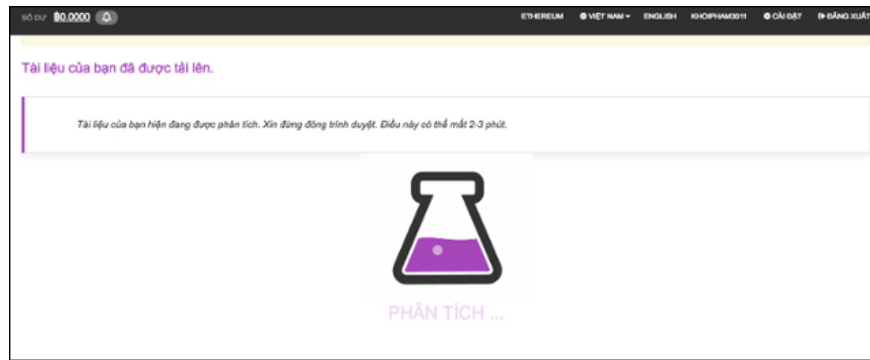 SỐ DƯ ฿0.0000 ETHEREUM VIỆT NAM ENGLISH KHOIPHAM3011 CÀI ĐẶT ĐĂNG XUẤT
Tài liệu của bạn đã được tải lên.
Tài liệu của bạn hiện đang được phân tích. Xin đừng đóng trình duyệt. Điều này có thể mất 2-3 phút.
PHÂN TÍCH ...